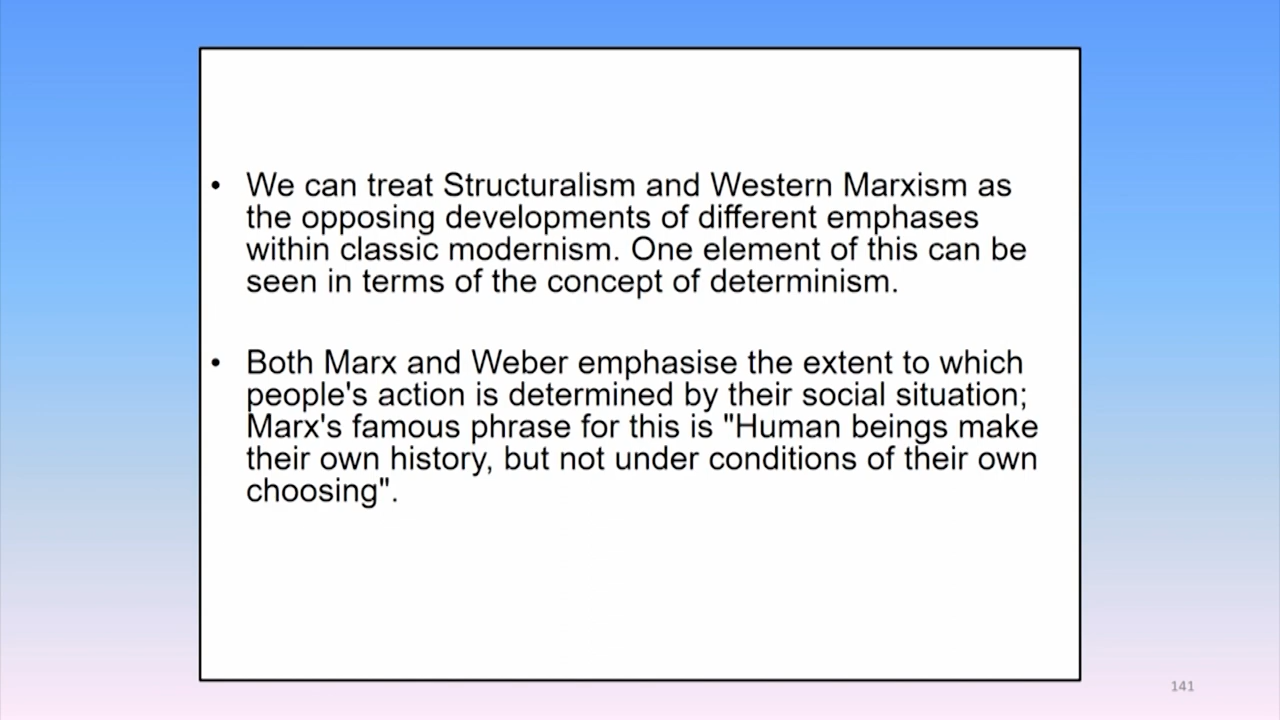 • We can treat Structuralism and Western Marxism as
the opposing developments of different emphases
within classic modernism. One element of this can be
seen in terms of the concept of determinism.
• Both Marx and Weber emphasise the extent to which
people's action is determined by their social situation;
Marx's famous phrase for this is "Human beings make
their own history, but not under conditions of their own
choosing".
141